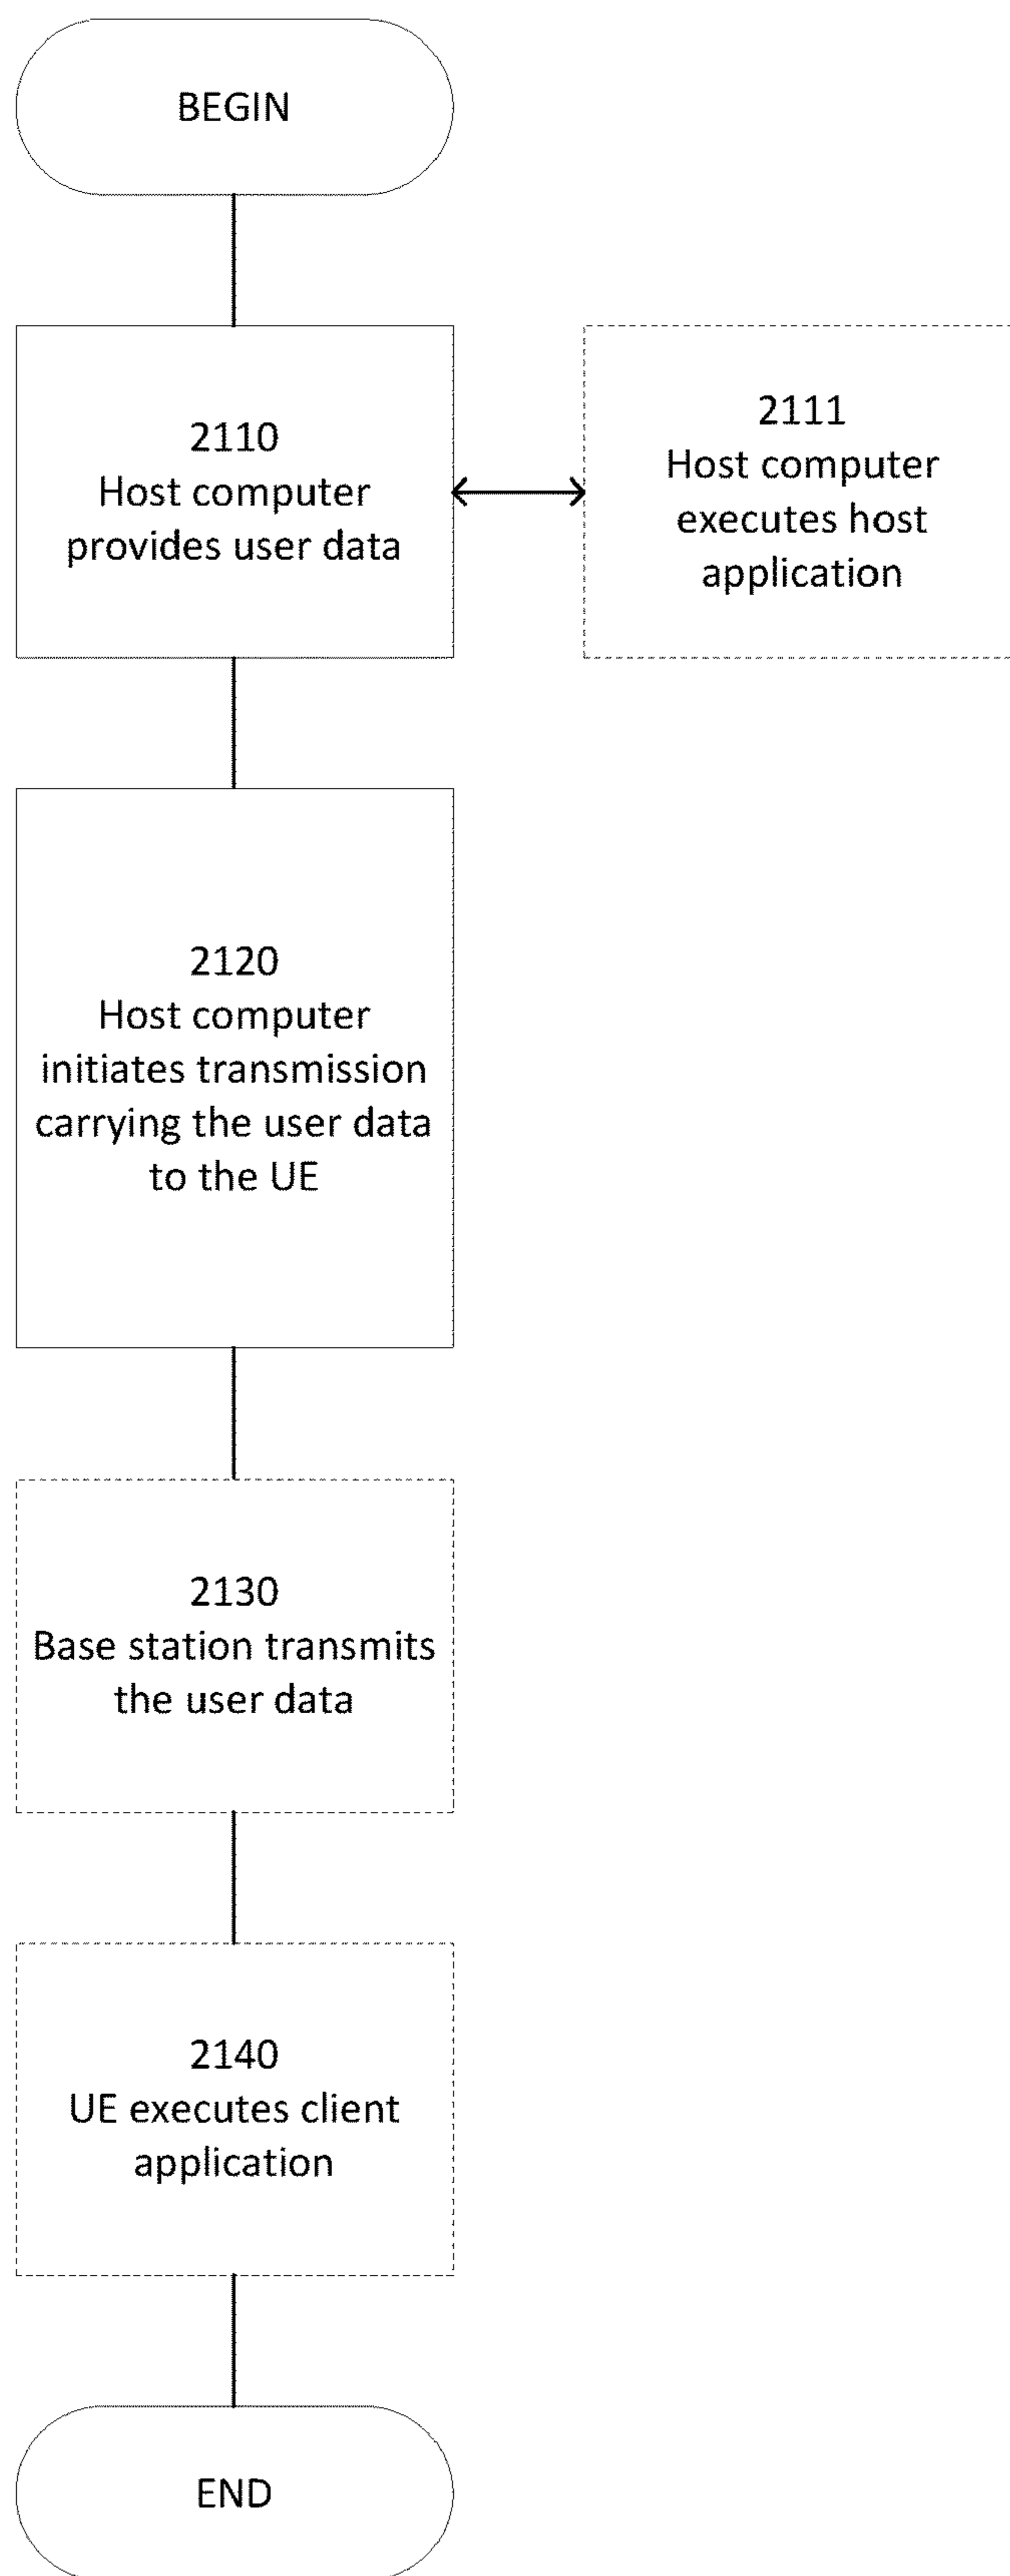 BEGIN
2110
Host computer
provides user data
2111
Host computer
executes host
application
2120
Host computer
initiates transmission
carrying the user data
to the UE
2130
Base station transmits
the user data
2140
UE executes client
application
END